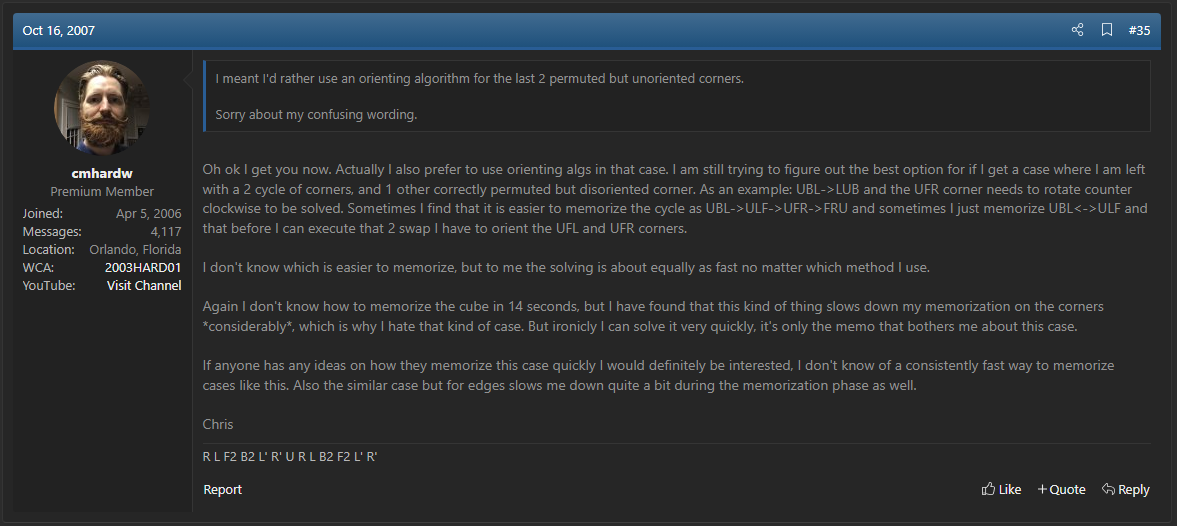 Oct 16, 2007
#35
cmhardw
Premium Member
Joined: Apr 5, 2006
Messages: 4,117
Location: Orlando, Florida
WCA: 2003HARD01
YouTube: Visit Channel
I meant I'd rather use an orienting algorithm for the last 2 permuted but unoriented corners.
Sorry about my confusing wording.
Oh ok I get you now. Actually I also prefer to use orienting algs in that case. I am still trying to figure out the best option for if I get a case where I am left
with a 2 cycle of corners, and 1 other correctly permuted but disoriented corner. As an example: UBL->LUB and the UFR corner needs to rotate counter
clockwise to be solved. Sometimes I find that it is easier to memorize the cycle as UBL->ULF->UFR->FRU and sometimes I just memorize UBL<->ULF and
that before I can execute that 2 swap I have to orient the UFL and UFR corners.
I don't know which is easier to memorize, but to me the solving is about equally as fast no matter which method I use.
Again I don't know how to memorize the cube in 14 seconds, but I have found that this kind of thing slows down my memorization on the corners
*considerably*, which is why I hate that kind of case. But ironicly I can solve it very quickly, it's only the memo that bothers me about this case.
If anyone has any ideas on how they memorize this case quickly I would definitely be interested, I don't know of a consistently fast way to memorize
cases like this. Also the similar case but for edges slows me down quite a bit during the memorization phase as well.
Chris
R L F2 B2 L' R' U R L B2 F2 L' R'
Report
Like
+Quote
Reply